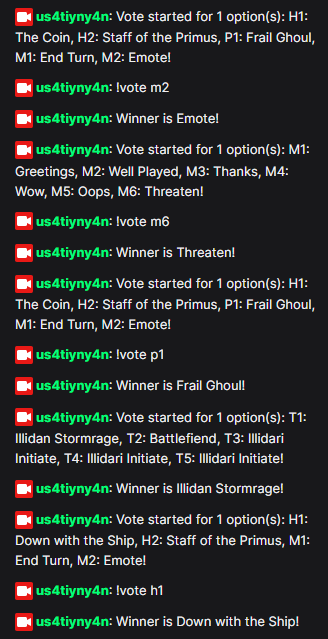 us4tiyny4n: Vote started for 1 option(s): H1:
The Coin, H2: Staff of the Primus, P1: Frail Ghoul,
M1: End Turn, M2: Emote!
us4tiyny4n: !vote m2
us4tiyny4n: Winner is Emote!
us4tiyny4n: Vote started for 1 option(s): M1:
Greetings, M2: Well Played, M3: Thanks, M4:
Wow, M5: Oops, M6: Threaten!
us4tiyny4n: !vote m6
us4tiyny4n: Winner is Threaten!
us4tiyny4n: Vote started for 1 option(s): H1:
The Coin, H2: Staff of the Primus, P1: Frail Ghoul,
M1: End Turn, M2: Emote!
us4tiyny4n: !vote p1
us4tiyny4n: Winner is Frail Ghoul!
us4tiyny4n: Vote started for 1 option(s): T1:
Illidan Stormrage, T2: Battlefiend, T3: Illidari
Initiate, T4: Illidari Initiate, T5: Illidari Initiate!
us4tiyny4n: Winner is Illidan Stormrage!
us4tiyny4n: Vote started for 1 option(s): H1:
Down with the Ship, H2: Staff of the Primus, M1:
End Turn, M2: Emote!
us4tiyny4n: !vote h1
us4tiyny4n: Winner is Down with the Ship!